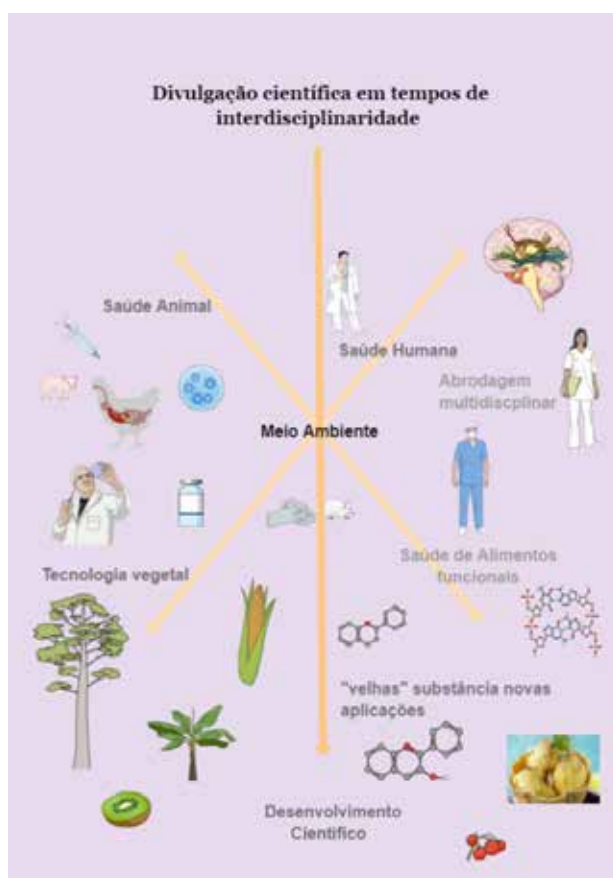 Divulgação científica em tempos de
interdisciplinaridade
Saúde Animal
Saúde Humana
Abrodagem
multidiscplinar
Meio Ambiente
Saúde de Alimentos
funcionais
Tecnologia vegetal
"velhas" substância novas
aplicações
Desenvolvimento
Científico